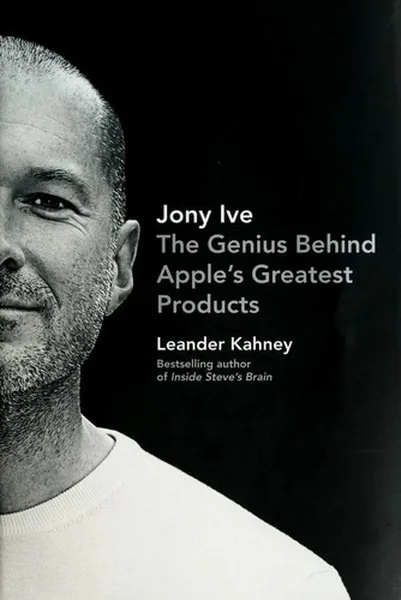 Jony Ive
The Genius Behind
Apple's Greatest
Products
Leander Kahney
Bestselling author
of Inside Steve's Brain